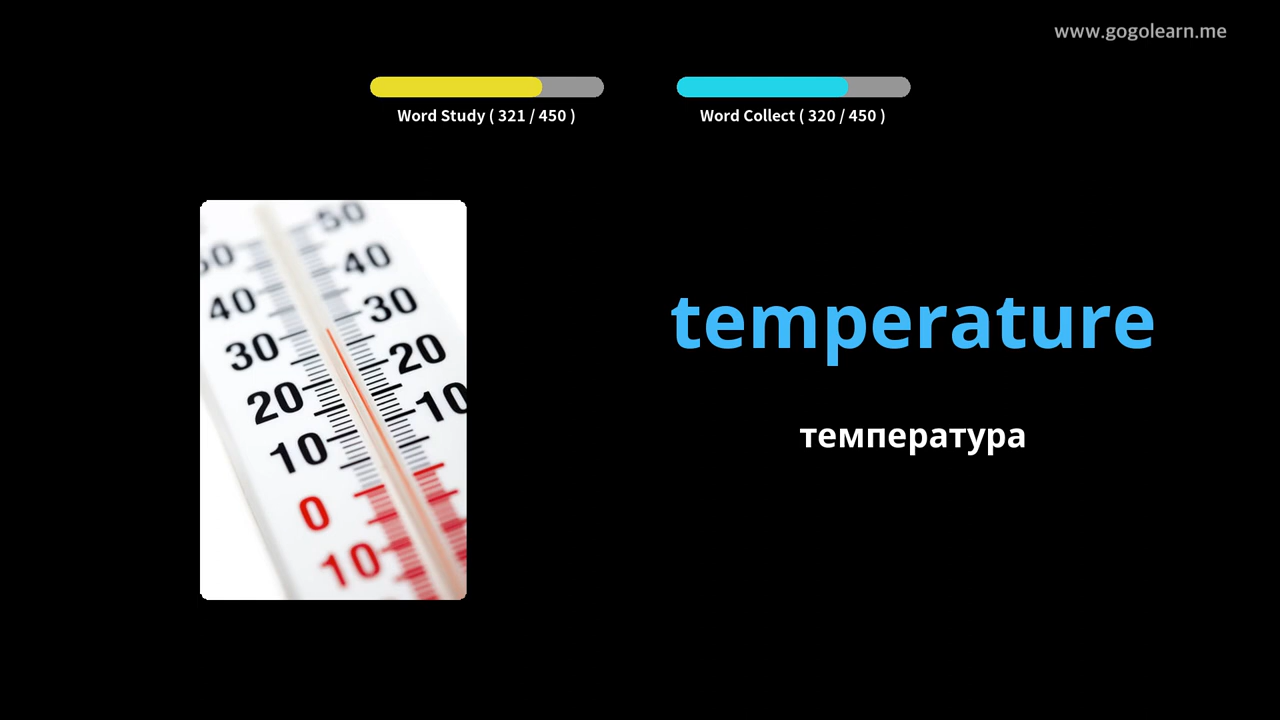 www.gogolearn.me
Word Study ( 321 / 450 )
Word Collect ( 320 / 450 )
50
50
40
40
30
30
20
20
10
10
0
10
temperature
температура